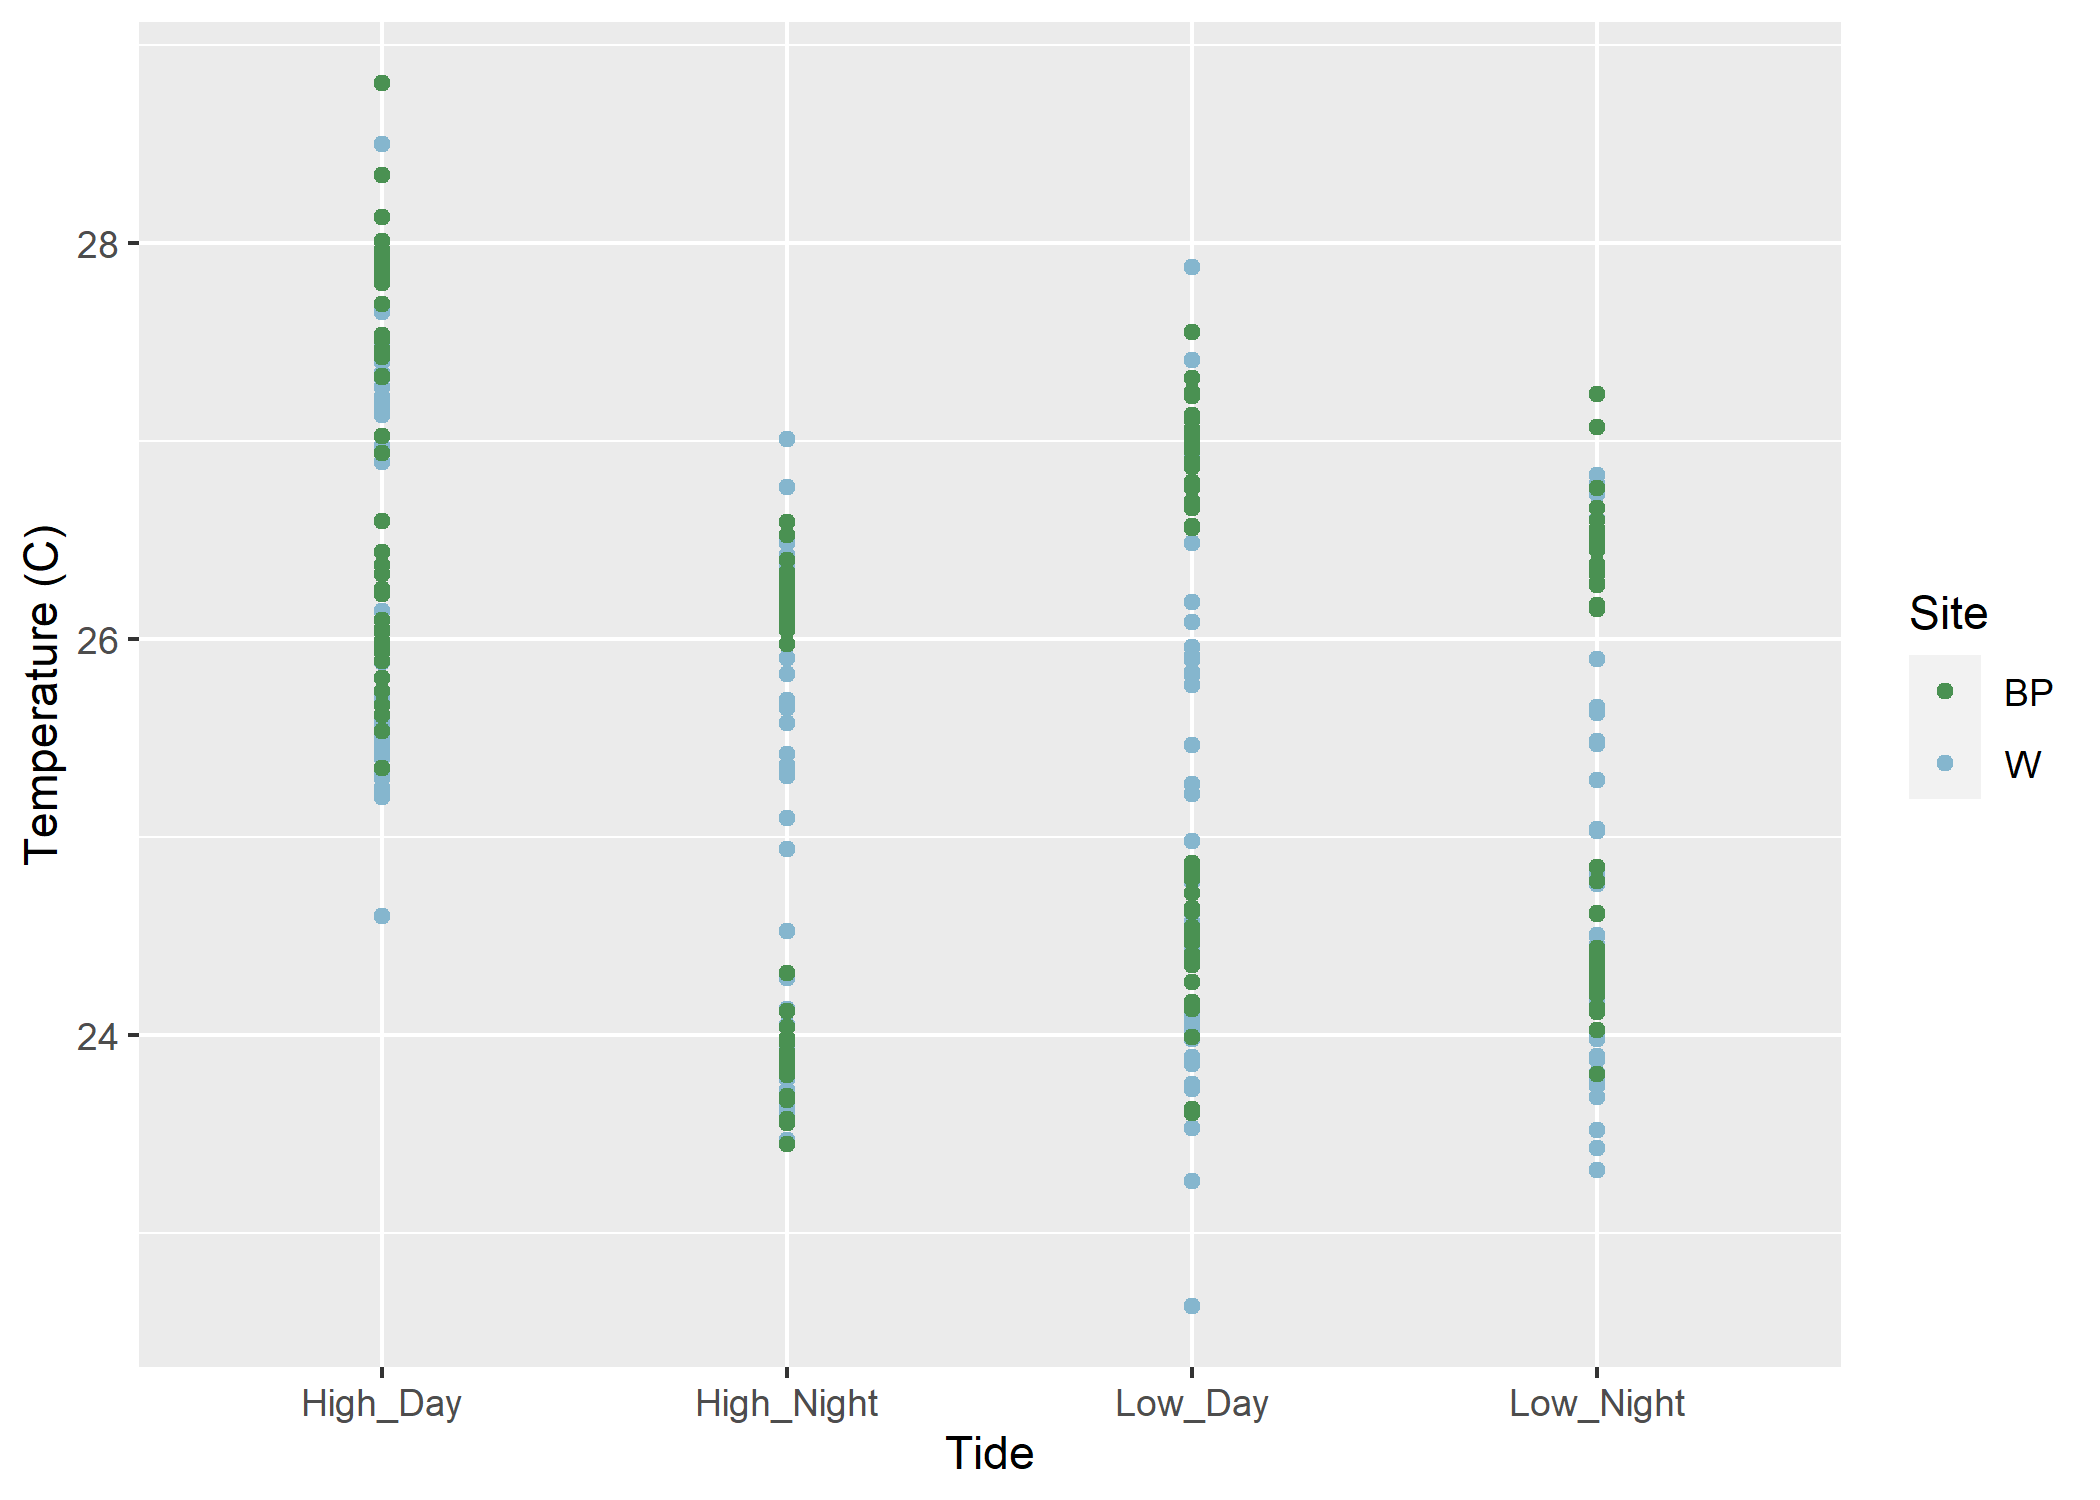 28
26
24
Temperature (C)
High_Day
High_Night
Low_Day
Low_Night
Tide
Site
BP
W